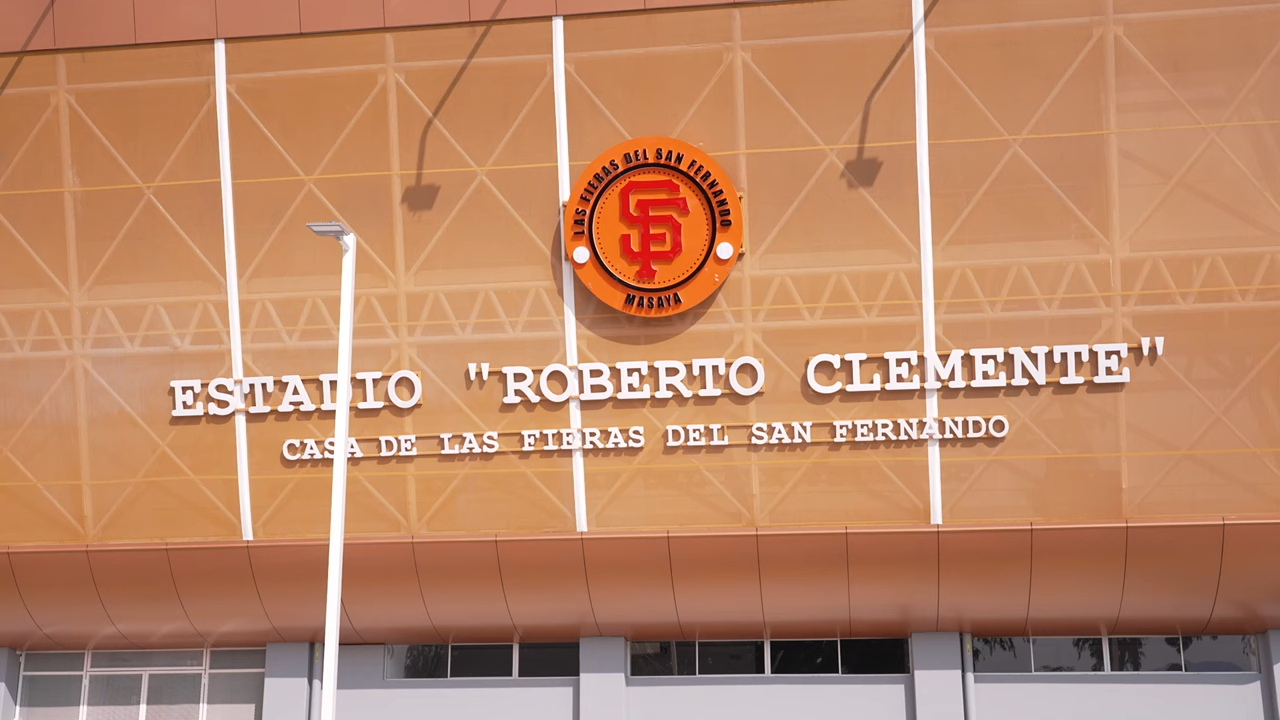 LAS FIERAS DEL SAN FERNANDO
SF
MASAYA
ESTADIO "ROBERTO CLEMENTE"
CASA DE LAS FIERAS DEL SAN FERNANDO